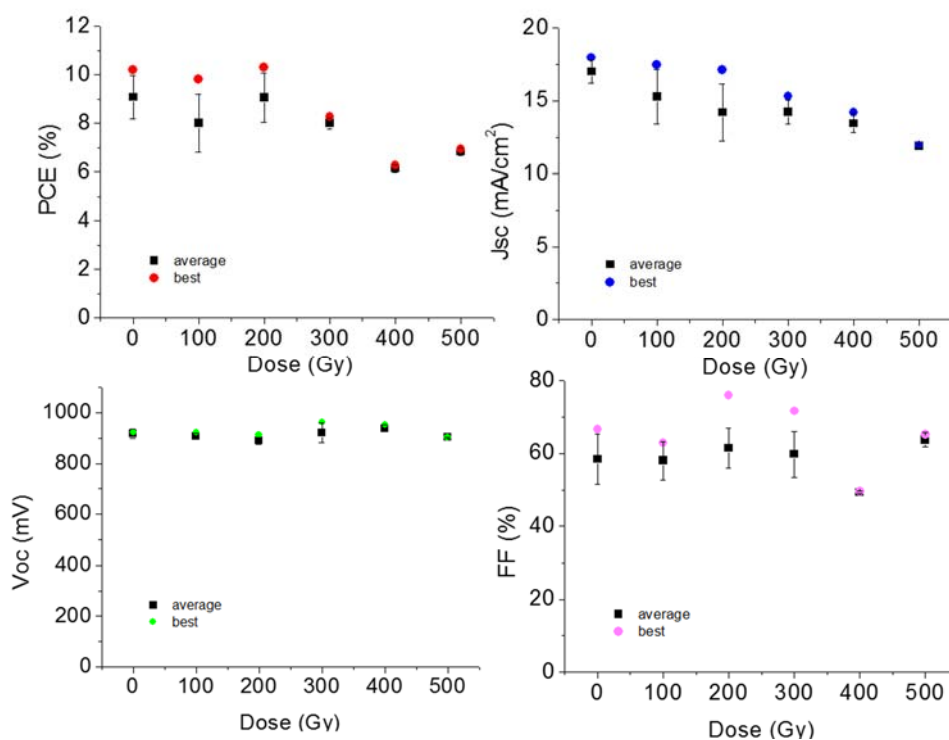 12
10
8
6
4
2
0
PCE (%)
average
best
0 100 200 300 400 500
Dose (Gy)
20
15
10
5
0
Jsc (mA/cm²)
average
best
0 100 200 300 400 500
Dose (Gy)
1000
800
600
400
200
0
Voc (mV)
average
best
0 100 200 300 400 500
Dose (Gy)
80
60
40
20
0
FF (%)
average
best
0 100 200 300 400 500
Dose (Gy)